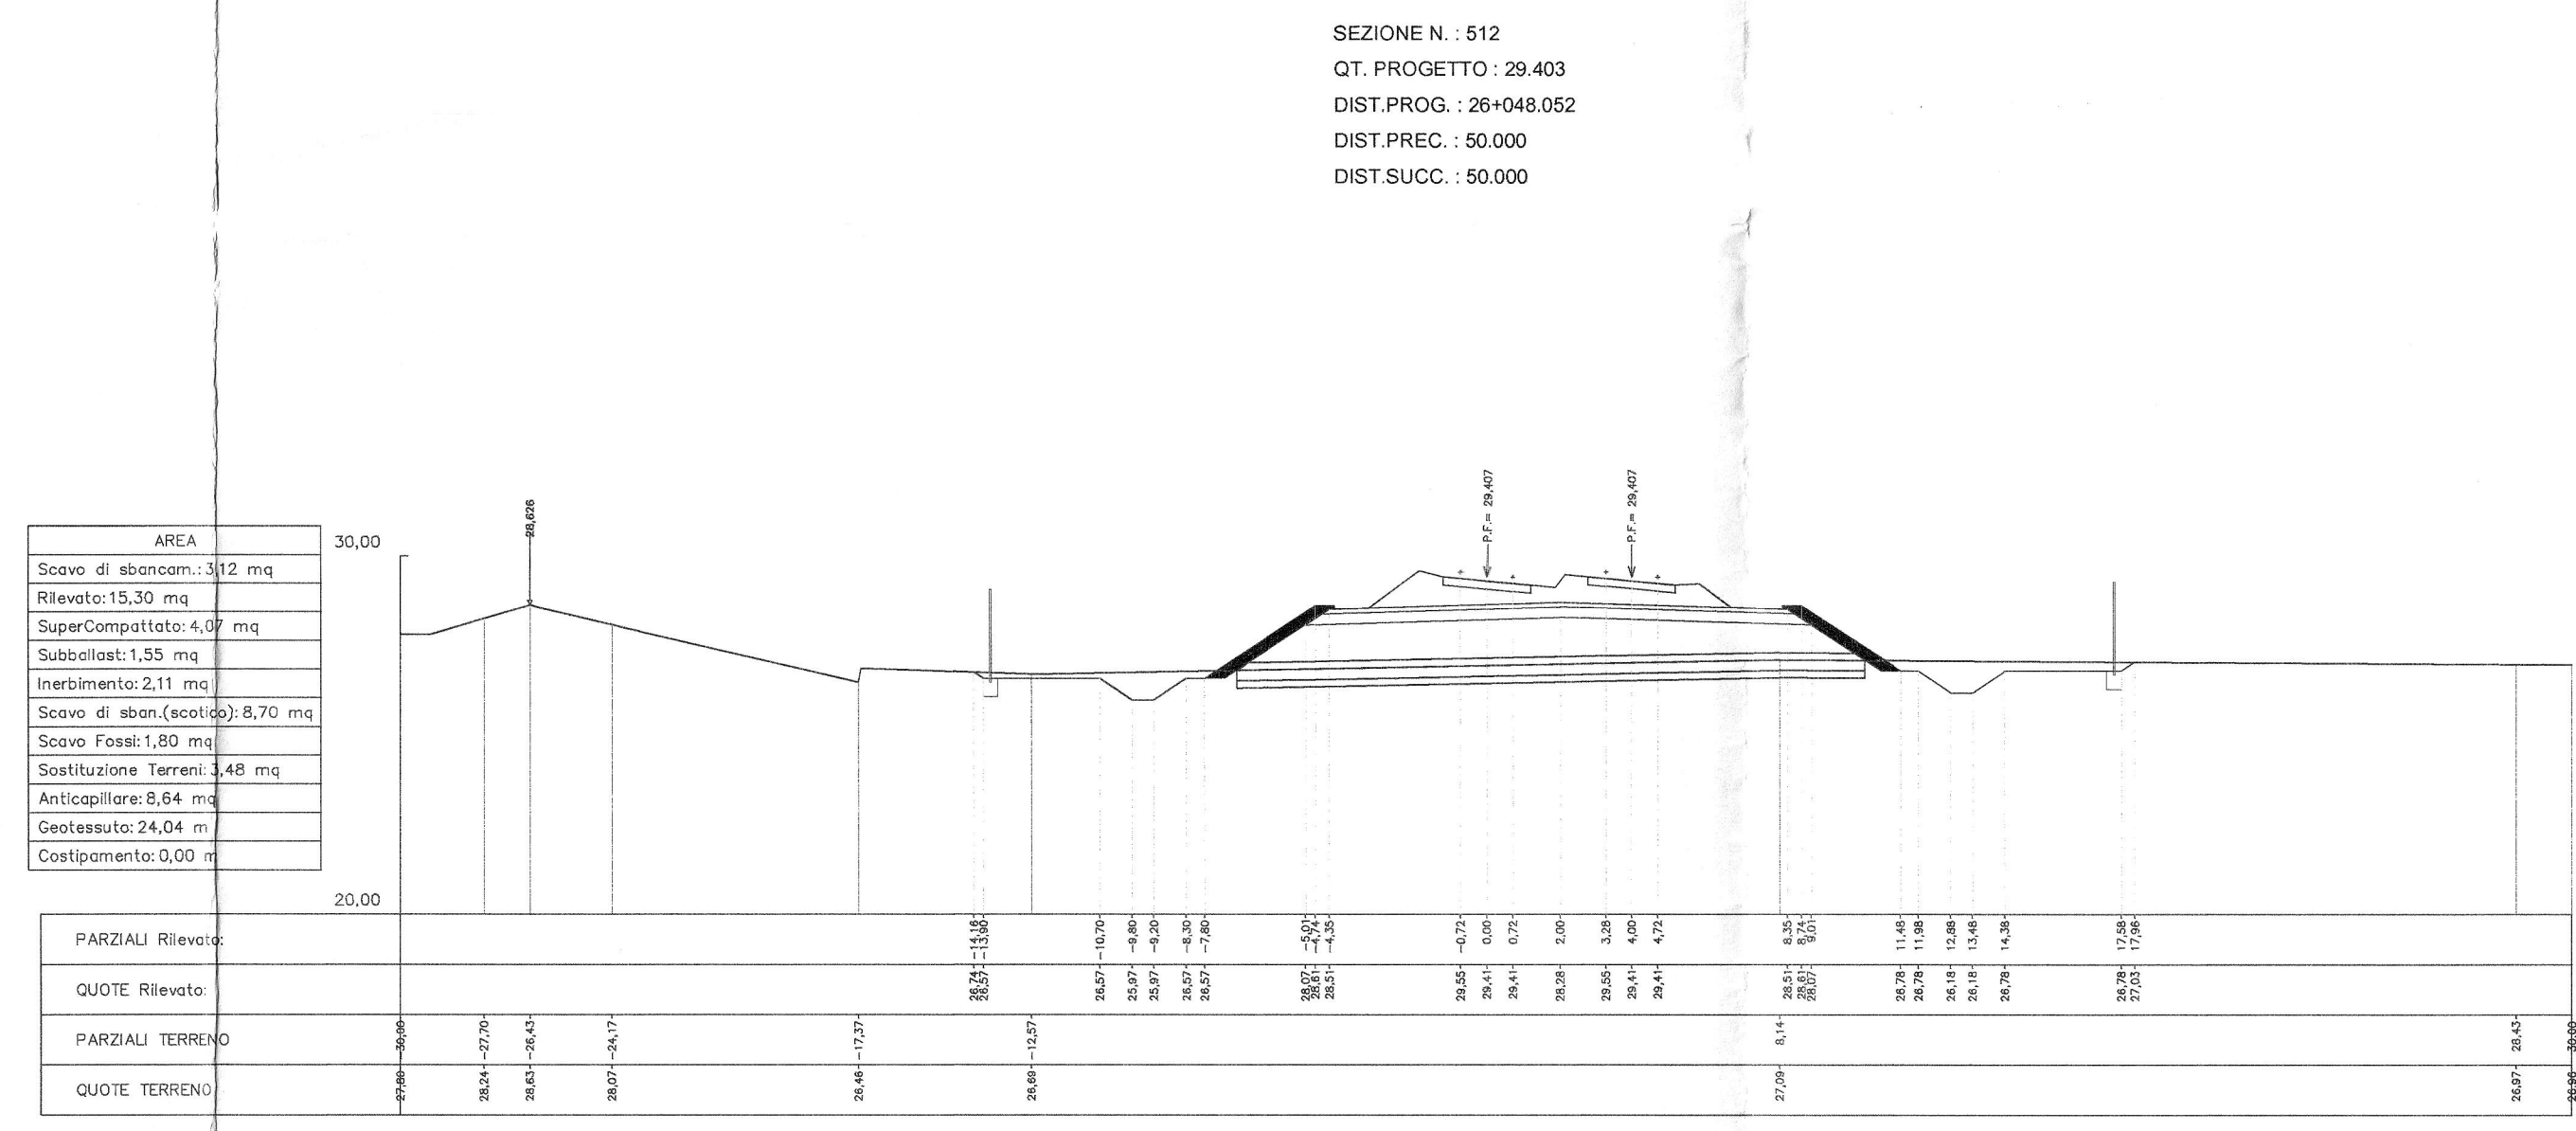 SEZIONE N. : 512
QT. PROGETTO : 29.403
DIST.PROG. : 26+048.052
DIST.PREC. : 50.000
DIST.SUCC. : 50.000
28,626
P.F.= 29,407
P.F.= 29,407
30,00
20,00
AREA
Scavo di sbancam.: 3,12 mq
Rilevato: 15,30 mq
SuperCompattato: 4,07 mq
Subballast: 1,55 mq
Inerbimento: 2,11 mq
Scavo di sban.(scotico): 8,70 mq
Scavo Fossi: 1,80 mq
Sostituzione Terreni: 3,48 mq
Anticapillare: 8,64 mq
Geotessuto: 24,04 m
Costipamento: 0,00 m
PARZIALI Rilevato: -14,16 -13,90 -10,70 -9,80 -9,20 -8,30 -7,80 -5,01 -4,74 -4,35 -0,72 0,00 0,72 2,00 3,28 4,00 4,72 8,35 8,74 9,01 11,48 11,98 12,88 13,48 14,38 17,58 17,96
QUOTE Rilevato: 26,74 26,57 26,57 25,97 25,97 26,57 26,57 28,07 28,61 28,51 29,55 29,41 29,41 28,28 29,55 29,41 29,41 28,51 28,61 28,07 26,78 26,78 26,18 26,18 26,78 26,78 27,03
PARZIALI TERRENO -30,00 -27,70 -26,43 -24,17 -17,37 -12,57 8,14 28,43 30,00
QUOTE TERRENO 27,80 28,24 28,63 28,07 26,46 26,69 27,09 26,97 26,96